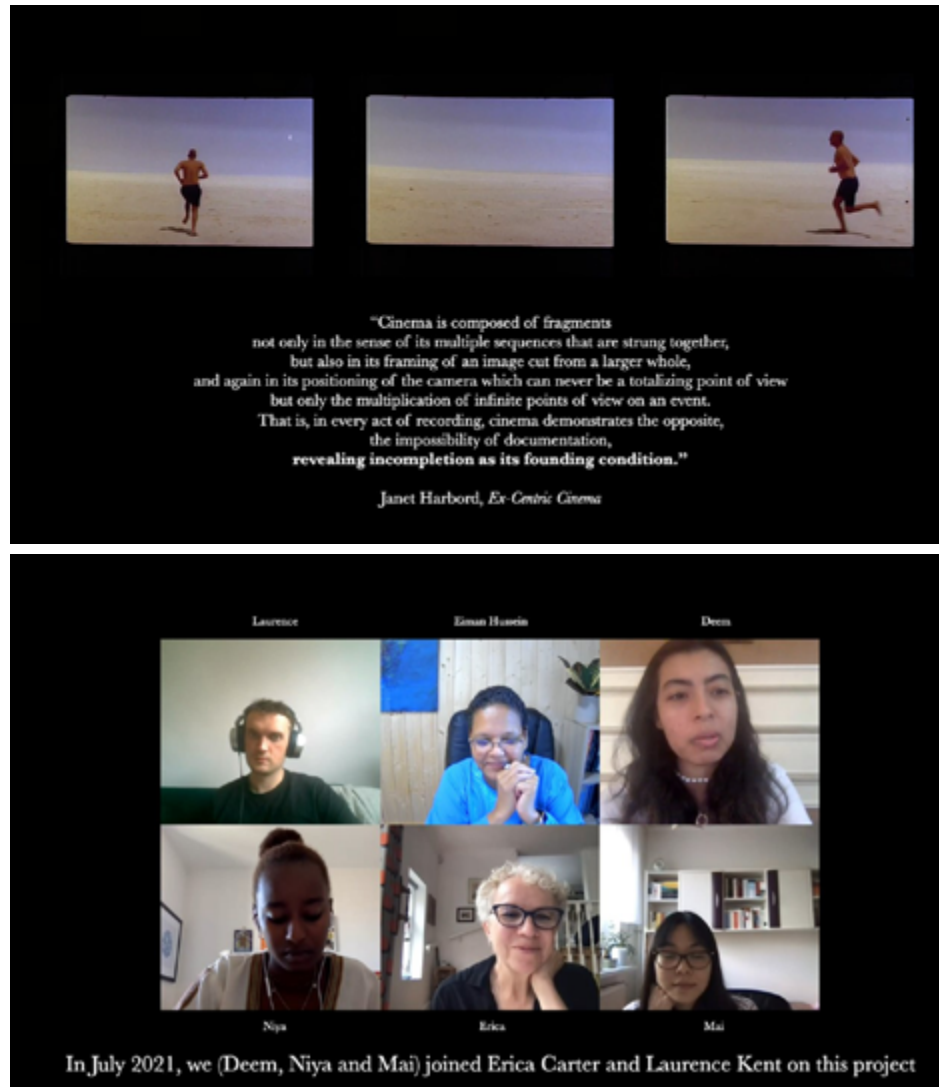 “Cinema is composed of fragments
not only in the sense of its multiple sequences that are strung together,
but also in its framing of an image cut from a larger whole,
and again in its positioning of the camera which can never be a totalizing point of view
but only the multiplication of infinite points of view on an event.
That is, in every act of recording, cinema demonstrates the opposite,
the impossibility of documentation,
revealing incompletion as its founding condition.”
Janet Harbord, Ex-Centric Cinema
Laurence Eiman Hussein Deem
Niya Erica Mai
In July 2021, we (Deem, Niya and Mai) joined Erica Carter and Laurence Kent on this project